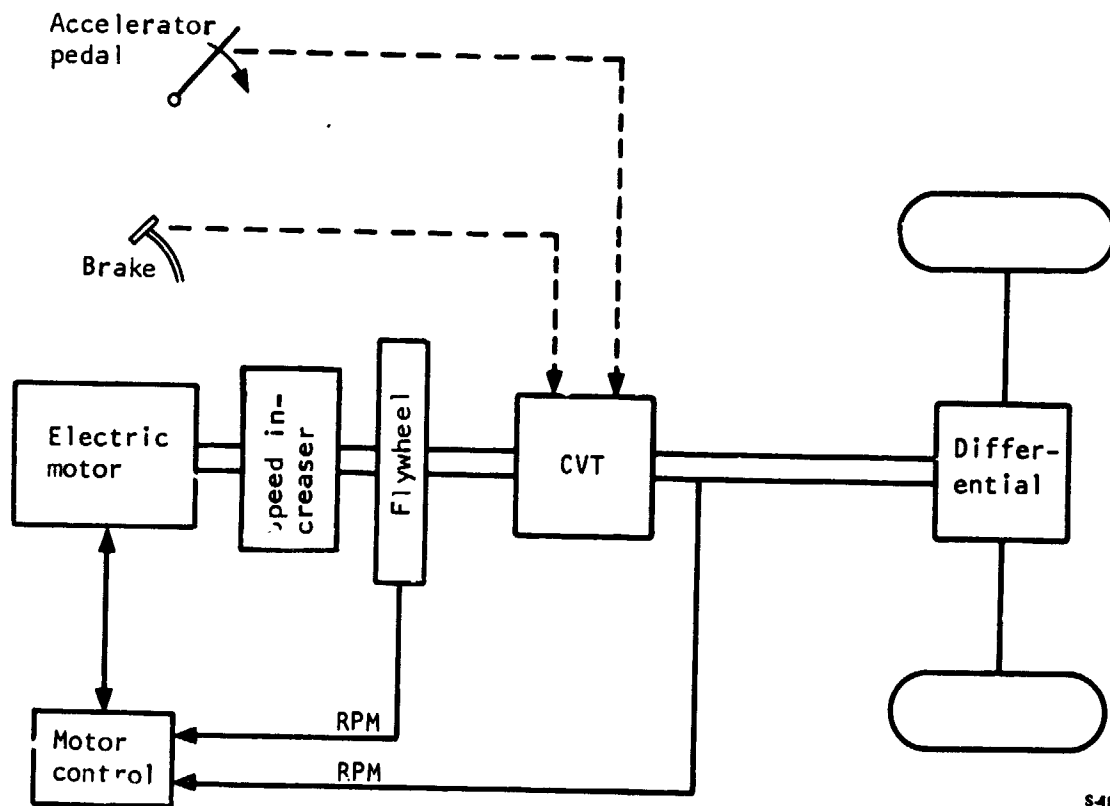 Accelerator
pedal
Brake
Electric
motor
peed in-
creaser
Flywheel
CVT
Differ-
ential
Motor
control
RPM
RPM